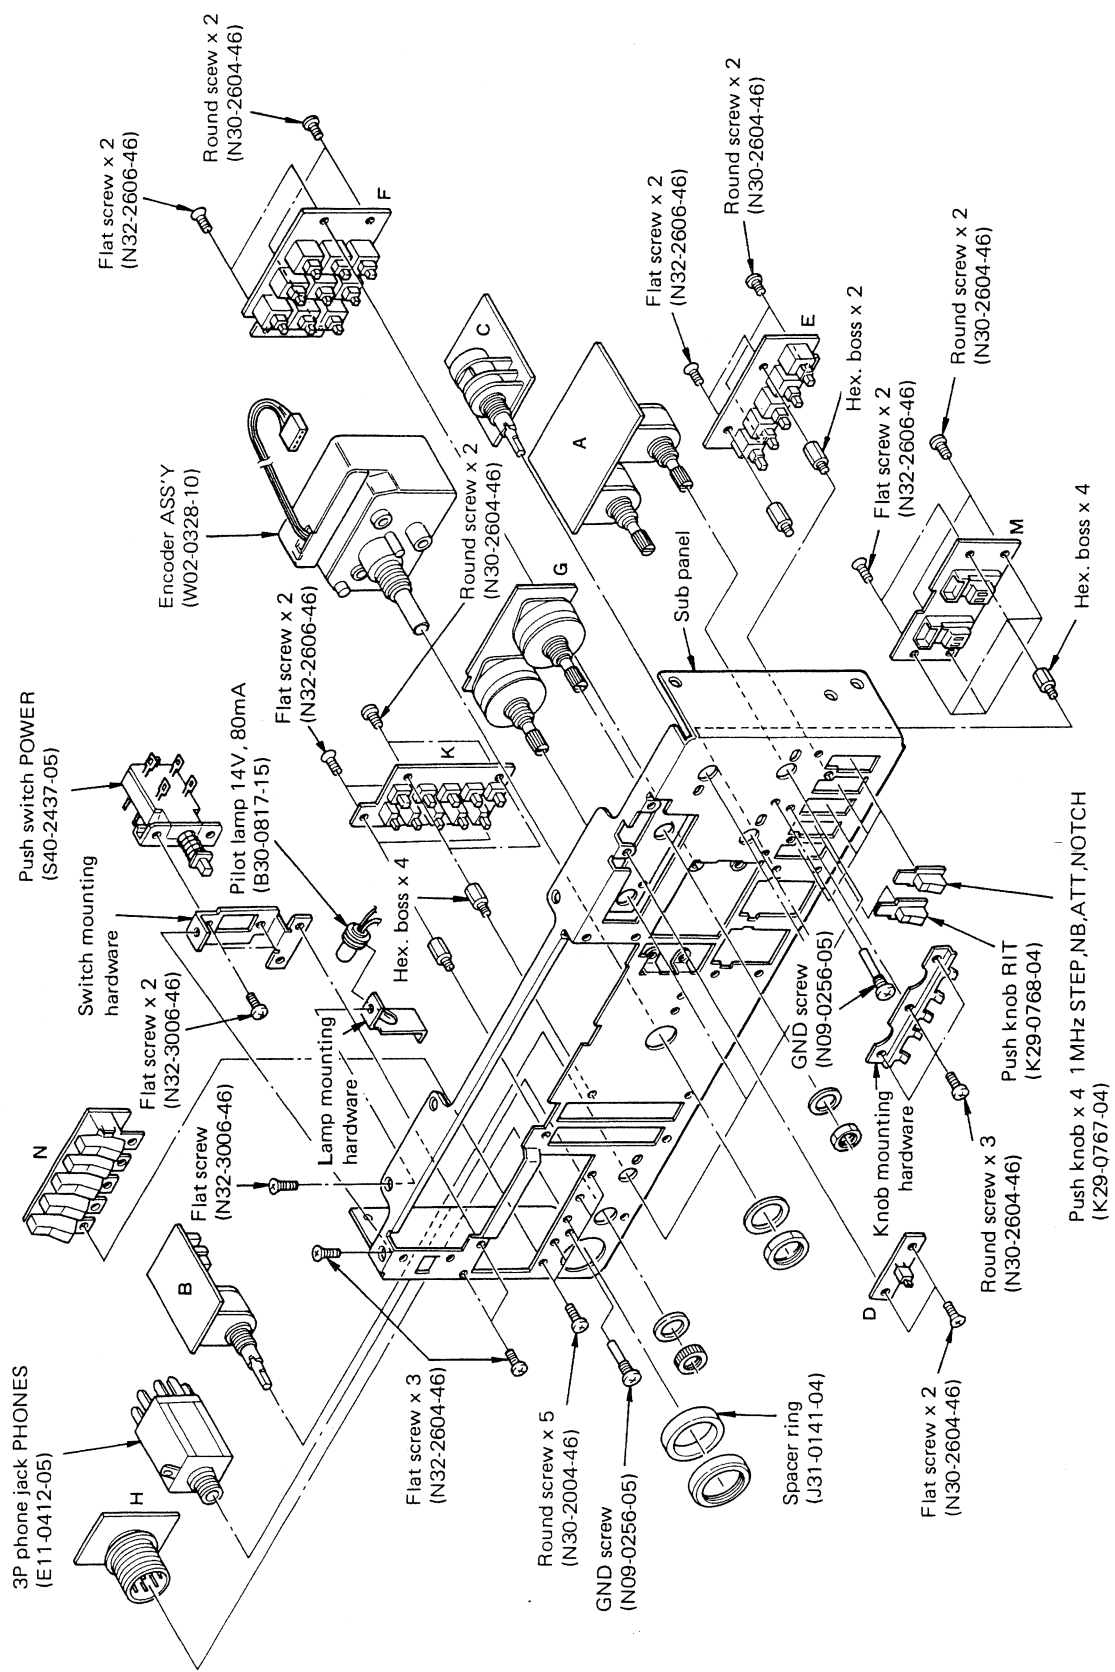 3P phone jack PHONES
(E11-0412-05)
H
B
N
Push switch POWER
(S40-2437-05)
Switch mounting
hardware
Flat screw x 2
(N32-3006-46)
Flat screw
(N32-3006-46)
Pilot lamp 14V, 80mA
(B30-0817-15)
Lamp mounting
hardware
Hex. boss x 4
Encoder ASS'Y
(W02-0328-10)
Flat screw x 2
(N32-2606-46)
Round screw x 2
(N30-2604-46)
K
G
Flat screw x 2
(N32-2606-46)
Round scew x 2
(N30-2604-46)
F
C
A
Flat screw x 2
(N32-2606-46)
Round screw x 2
(N30-2604-46)
E
Hex. boss x 2
Sub panel
Flat screw x 2
(N32-2606-46)
Round screw x 2
(N30-2604-46)
M
Hex. boss x 4
Flat screw x 3
(N32-2604-46)
Round screw x 5
(N30-2004-46)
GND screw
(N09-0256-05)
Spacer ring
(J31-0141-04)
D
Flat screw x 2
(N30-2604-46)
GND screw
(N09-0256-05)
Knob mounting
hardware
Round screw x 3
(N30-2604-46)
Push knob RIT
(K29-0768-04)
Push knob x 4 1MHz STEP,NB,ATT,NOTCH
(K29-0767-04)